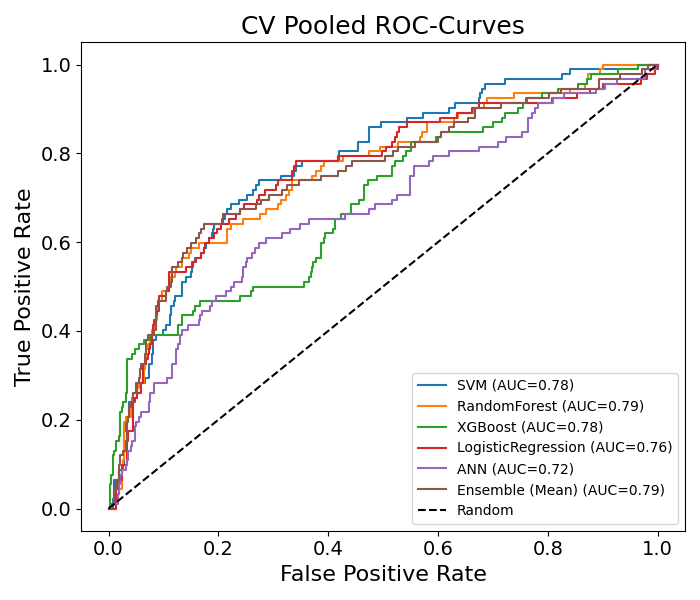 CV Pooled ROC-Curves
1.0
0.8
0.6
0.4
0.2
0.0
True Positive Rate
SVM (AUC=0.78)
RandomForest (AUC=0.79)
XGBoost (AUC=0.78)
LogisticRegression (AUC=0.76)
ANN (AUC=0.72)
Ensemble (Mean) (AUC=0.79)
Random
0.0 0.2 0.4 0.6 0.8 1.0
False Positive Rate